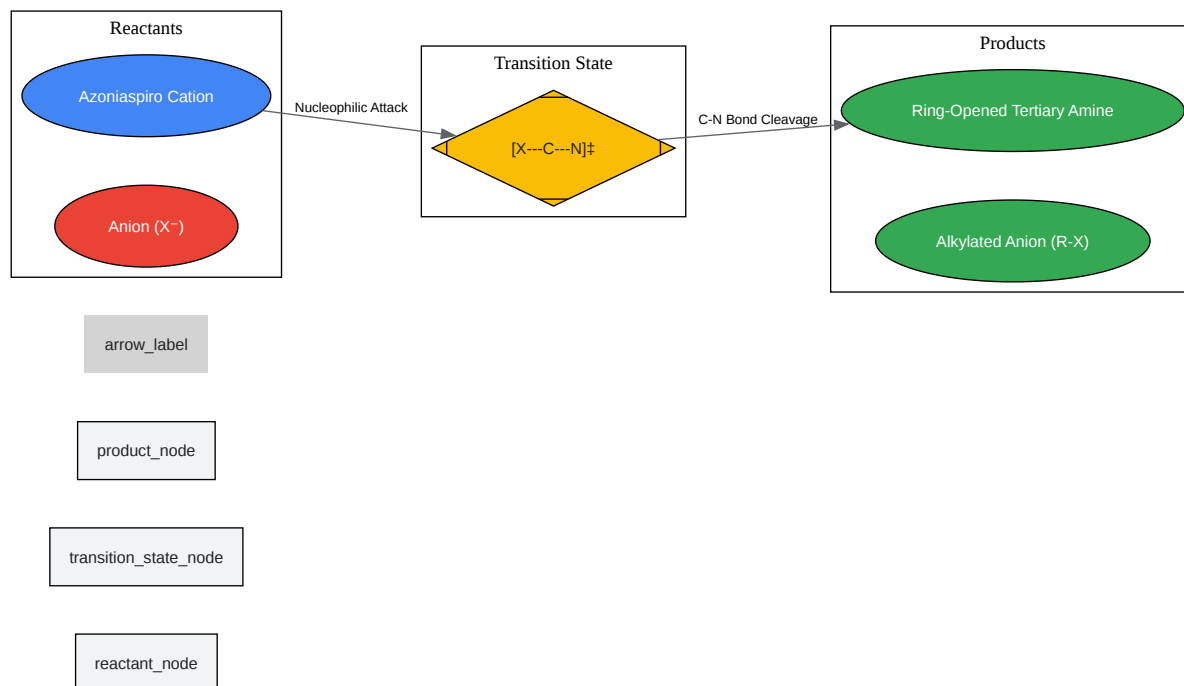 Reactants
Azoniaspiro Cation
Anion (X⁻)
Nucleophilic Attack
Transition State
[X---C---N]‡
C-N Bond Cleavage
Products
Ring-Opened Tertiary Amine
Alkylated Anion (R-X)
arrow_label
product_node
transition_state_node
reactant_node